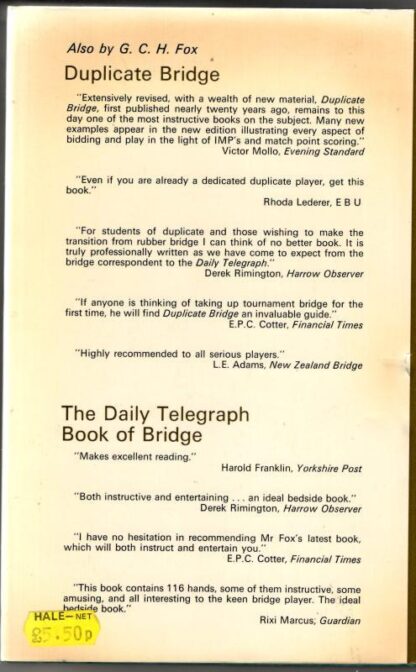 Also by G. C. H. Fox
Duplicate Bridge
"Extensively revised, with a wealth of new material, Duplicate
Bridge, first published nearly twenty years ago, remains to this
day one of the most instructive books on the subject. Many new
examples appear in the new edition illustrating every aspect of
bidding and play in the light of IMP's and match point scoring."
Victor Mollo, Evening Standard
"Even if you are already a dedicated duplicate player, get this
book."
Rhoda Lederer, E B U
"For students of duplicate and those wishing to make the
transition from rubber bridge I can think of no better book. It is
truly professionally written as we have come to expect from the
bridge correspondent to the Daily Telegraph."
Derek Rimington, Harrow Observer
"If anyone is thinking of taking up tournament bridge for the
first time, he will find Duplicate Bridge an invaluable guide."
E.P.C. Cotter, Financial Times
"Highly recommended to all serious players."
L.E. Adams, New Zealand Bridge
The Daily Telegraph
Book of Bridge
"Makes excellent reading."
Harold Franklin, Yorkshire Post
"Both instructive and entertaining . . . an ideal bedside book."
Derek Rimington, Harrow Observer
"I have no hesitation in recommending Mr Fox's latest book,
which will both instruct and entertain you."
E.P.C. Cotter, Financial Times
"This book contains 116 hands, some of them instructive, some
amusing, and all interesting to the keen bridge player. The ideal
bedside book."
Rixi Marcus, Guardian
HALE–NET
£5.50p